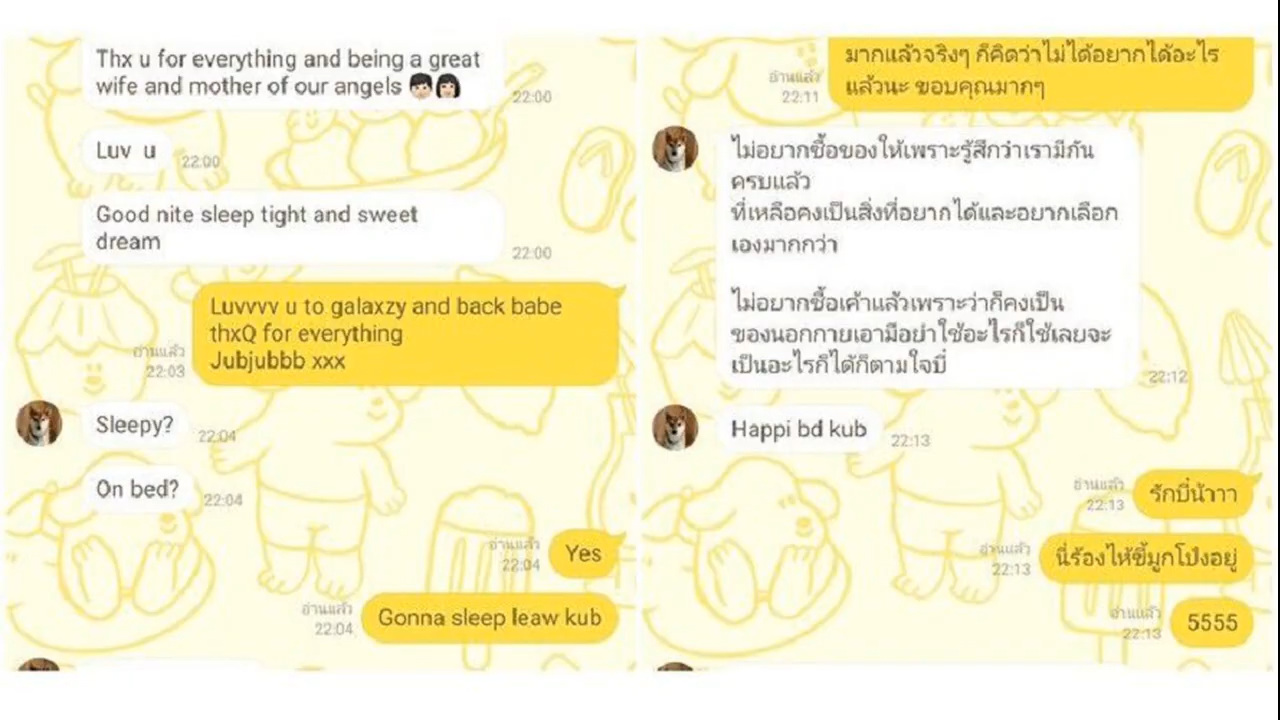 Thx u for everything and being a great
wife and mother of our angels
22:00
Luv u
22:00
Good nite sleep tight and sweet
dream
22:00
Luvvvv u to galaxzy and back babe
thxQ for everything
Jubjubbb xxx
อ่านแล้ว
22:03
Sleepy?
22:04
On bed?
22:04
Yes
อ่านแล้ว
22:04
Gonna sleep leaw kub
อ่านแล้ว
22:04
มากแล้วจริงๆ ก็คิดว่าไม่ได้อยากได้อะไร
แล้วนะ ขอบคุณมากๆ
อ่านแล้ว
22:11
ไม่อยากซื้อของให้เพราะรู้สึกว่าเรามีกัน
ครบแล้ว
ที่เหลือคงเป็นสิ่งที่อยากได้และอยากเลือก
เองมากกว่า
ไม่อยากซื้อเค้าแล้วเพราะว่าก็คงเป็น
ของนอกกายเอามีอย่าใช้อะไรก็ใช้เลยจะ
เป็นอะไรก็ได้ก็ตามใจบี่
22:12
Happi bd kub
22:13
รักบี่น้าาา
อ่านแล้ว
22:13
นี่ร้องไห้ขี้มูกโป่งอยู่
อ่านแล้ว
22:13
5555
อ่านแล้ว
22:13